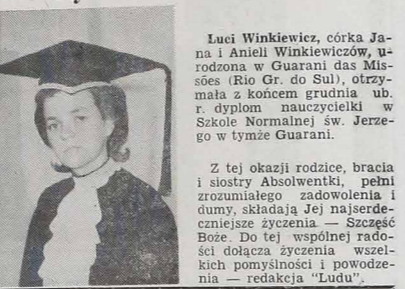 Luci Winkiewicz, córka Ja-
na i Anieli Winkiewiczów, u-
rodzona w Guarani das Mis-
sões (Rio Gr. do Sul), otrzy-
mała z końcem grudnia ub.
r. dyplom nauczycielki w
Szkole Normalnej św. Jerze-
go w tymże Guarani.
Z tej okazji rodzice, bracia
i siostry Absolwentki, pełni
zrozumiałego zadowolenia i
dumy, składają Jej najserde-
czniejsze życzenia — Szczęść
Boże. Do tej wspólnej rado-
ści dołącza życzenia wszel-
kich pomyślności i powodze-
nia — redakcja "Ludu".